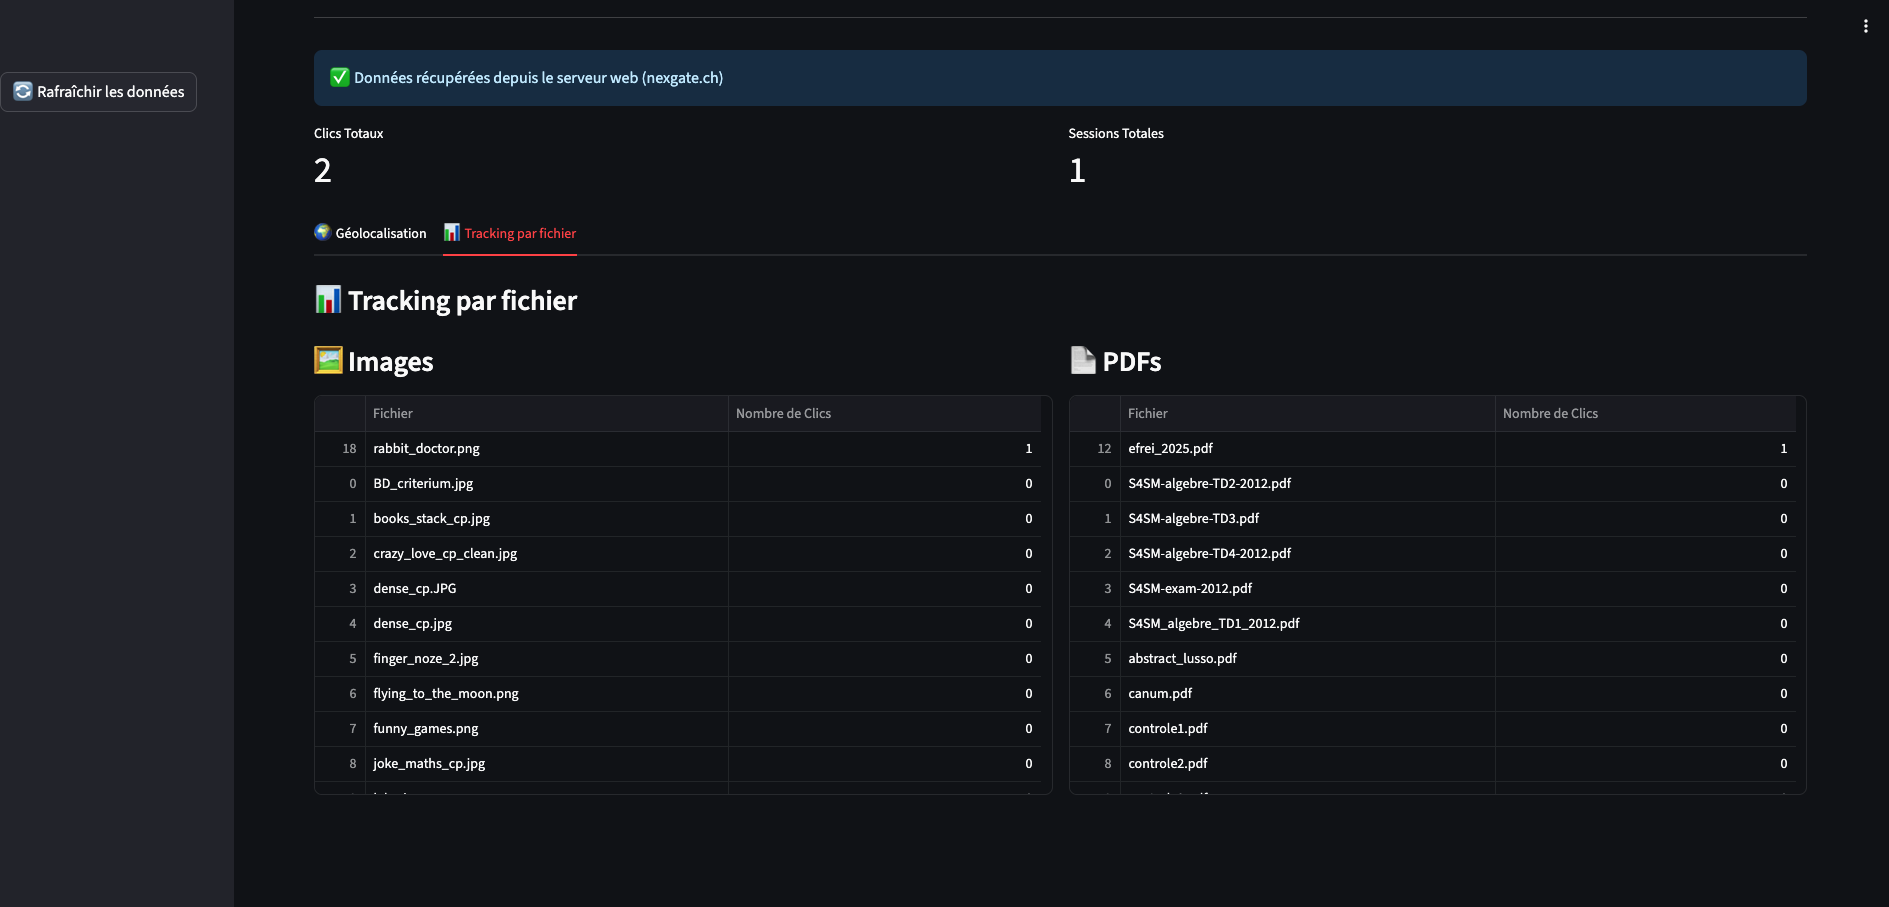 Rafraîchir les données
✅ Données récupérées depuis le serveur web (nexgate.ch)
Clics Totaux
2
Sessions Totales
1
🌍 Géolocalisation
📊 Tracking par fichier
📊 Tracking par fichier
🖼️ Images
Fichier Nombre de Clics
18 rabbit_doctor.png 1
0 BD_criterium.jpg 0
1 books_stack_cp.jpg 0
2 crazy_love_cp_clean.jpg 0
3 dense_cp.JPG 0
4 dense_cp.jpg 0
5 finger_noze_2.jpg 0
6 flying_to_the_moon.png 0
7 funny_games.png 0
8 joke_maths_cp.jpg 0
📄 PDFs
Fichier Nombre de Clics
12 efrei_2025.pdf 1
0 S4SM-algebre-TD2-2012.pdf 0
1 S4SM-algebre-TD3.pdf 0
2 S4SM-algebre-TD4-2012.pdf 0
3 S4SM-exam-2012.pdf 0
4 S4SM_algebre_TD1_2012.pdf 0
5 abstract_lusso.pdf 0
6 canum.pdf 0
7 controle1.pdf 0
8 controle2.pdf 0